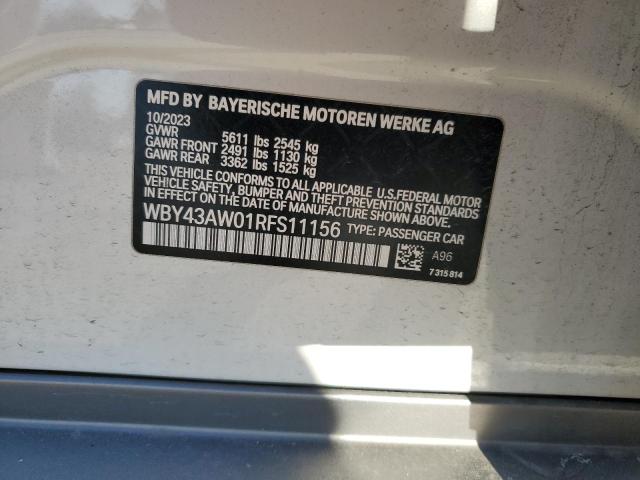 MFD BY BAYERISCHE MOTOREN WERKE AG
10/2023
GVWR 5611 lbs 2545 kg
GAWR FRONT 2491 lbs 1130 kg
GAWR REAR 3362 lbs 1525 kg
THIS VEHICLE CONFORMS TO ALL APPLICABLE U.S. FEDERAL MOTOR
VEHICLE SAFETY, BUMPER AND THEFT PREVENTION STANDARDS
IN EFFECT ON THE DATE OF MANUFACTURE SHOWN ABOVE.
WBY43AW01RFS11156 TYPE: PASSENGER CAR
A96
7 315 814